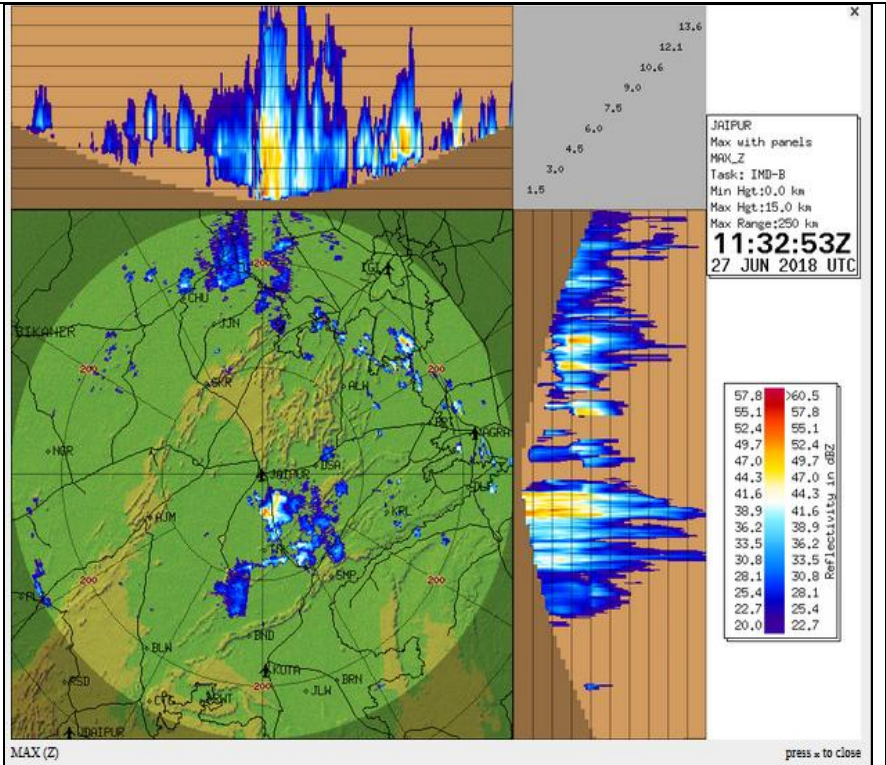 x
13.6
12.1
10.6
9.0
7.5
6.0
4.5
3.0
1.5
JAIPUR
Max with panels
MAX_Z
Task: IMD-B
Min Hgt:0.0 km
Max Hgt:15.0 km
Max Range:250 km
11:32:53Z
27 JUN 2018 UTC
200
IGI
CHU
JJN
BIKANER
200
200
SKR
ALW
AGRA
NGR
DSA
JAIPUR
KRL
AJM
200
200
SMP
BND
BLW
KOTA
200
BRN
JLW
UDAIPUR
57.8 >60.5
55.1 57.8
52.4 55.1
49.7 52.4
47.0 49.7
44.3 47.0
41.6 44.3
38.9 41.6
36.2 38.9
33.5 36.2
30.8 33.5
28.1 30.8
25.4 28.1
22.7 25.4
20.0 22.7
Reflectivity in dBZ
MAX (Z)
press x to close